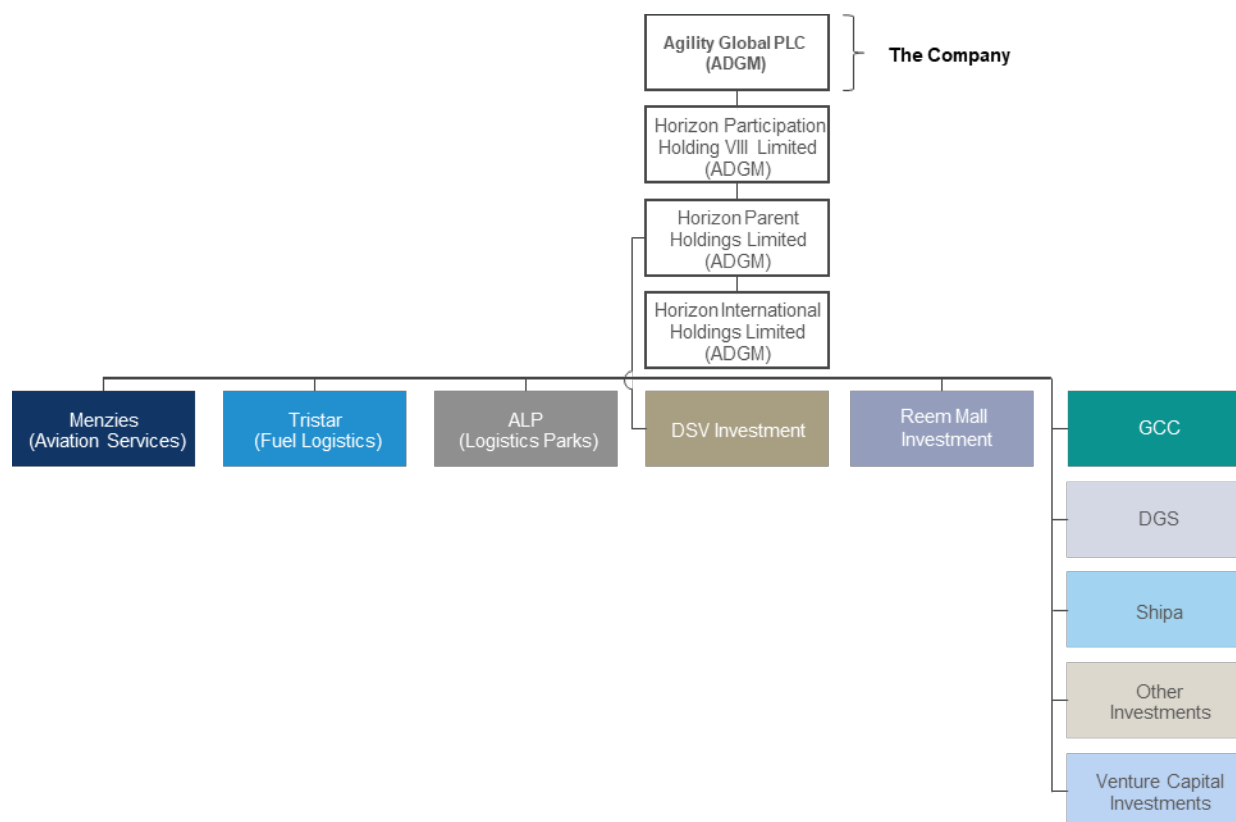 Agility Global PLC
(ADGM)
The Company
Horizon Participation
Holding VIII Limited
(ADGM)
Horizon Parent
Holdings Limited
(ADGM)
Horizon International
Holdings Limited
(ADGM)
Menzies
(Aviation Services)
Tristar
(Fuel Logistics)
ALP
(Logistics Parks)
DSV Investment
Reem Mall
Investment
GCC
DGS
Shipa
Other
Investments
Venture Capital
Investments